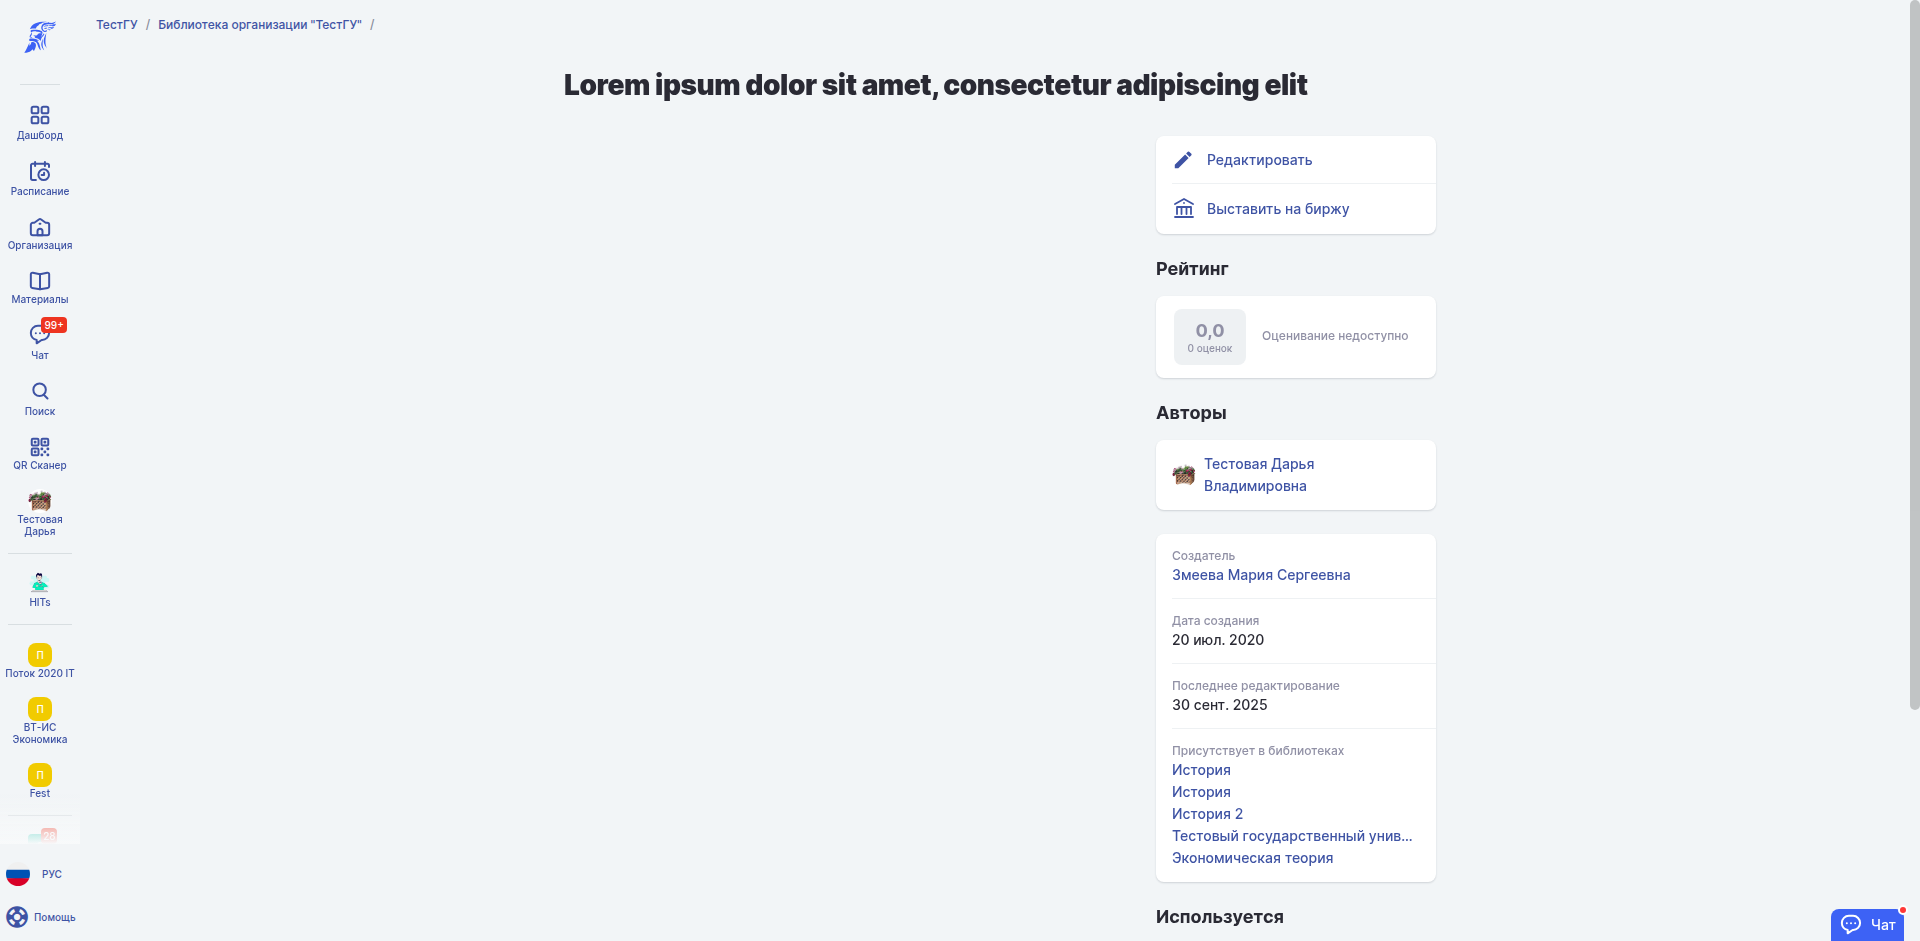 ТестГУ / Библиотека организации "ТестГУ" /
Lorem ipsum dolor sit amet, consectetur adipiscing elit
Дашборд
Расписание
Организация
Материалы
99+
Чат
Поиск
QR Сканер
Тестовая
Дарья
HITs
П
Поток 2020 IT
П
ВТ-ИС
Экономика
П
Fest
28
РУС
Помощь
Редактировать
Выставить на биржу
Рейтинг
0,0
0 оценок
Оценивание недоступно
Авторы
Тестовая Дарья
Владимировна
Создатель
Змеева Мария Сергеевна
Дата создания
20 июл. 2020
Последнее редактирование
30 сент. 2025
Присутствует в библиотеках
История
История
История 2
Тестовый государственный унив...
Экономическая теория
Используется
Чат